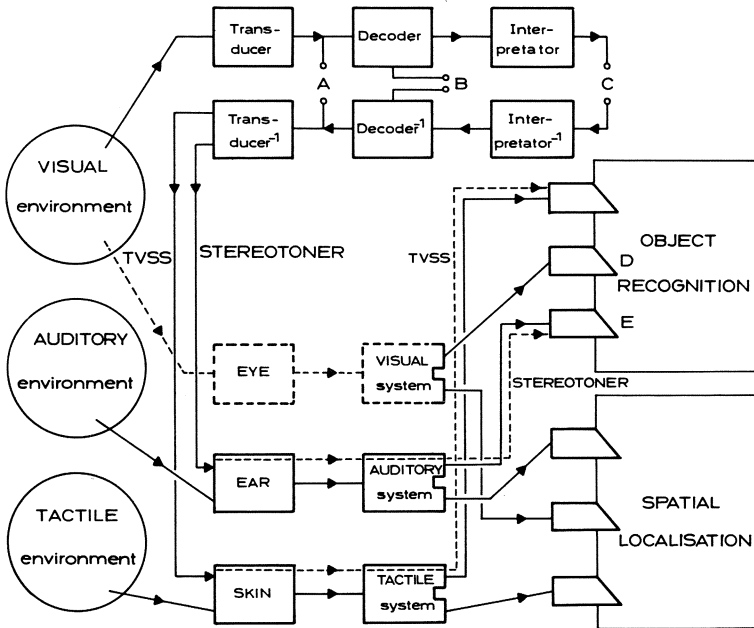 Trans-
ducer
Decoder
Inter-
pretator
A
B
C
Trans-
ducer-1
Decoder-1
Inter-
pretator-1
VISUAL
environment
TVSS
STEREOTONER
TVSS
OBJECT
RECOGNITION
D
E
AUDITORY
environment
EYE
VISUAL
system
STEREOTONER
EAR
AUDITORY
system
TACTILE
environment
SKIN
TACTILE
system
SPATIAL
LOCALISATION